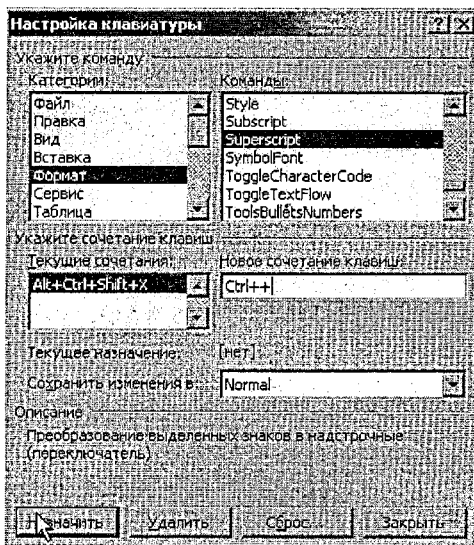 Настройка клавиатуры
Укажите команду
Категории: Команды:
Файл
Правка
Вид
Вставка
Формат
Сервис
Таблица
Style
Subscript
Superscript
SymbolFont
ToggleCharacterCode
ToggleTextFlow
ToolsBulletsNumbers
Укажите сочетание клавиш
Текущие сочетания: Новое сочетание клавиш:
Alt+Ctrl+Shift+X
Ctrl++
Текущее назначение: [нет]
Сохранить изменения в: Normal
Описание
Преобразование выделенных знаков в надстрочные
(переключатель)
Назначить Удалить Сброс... Закрыть